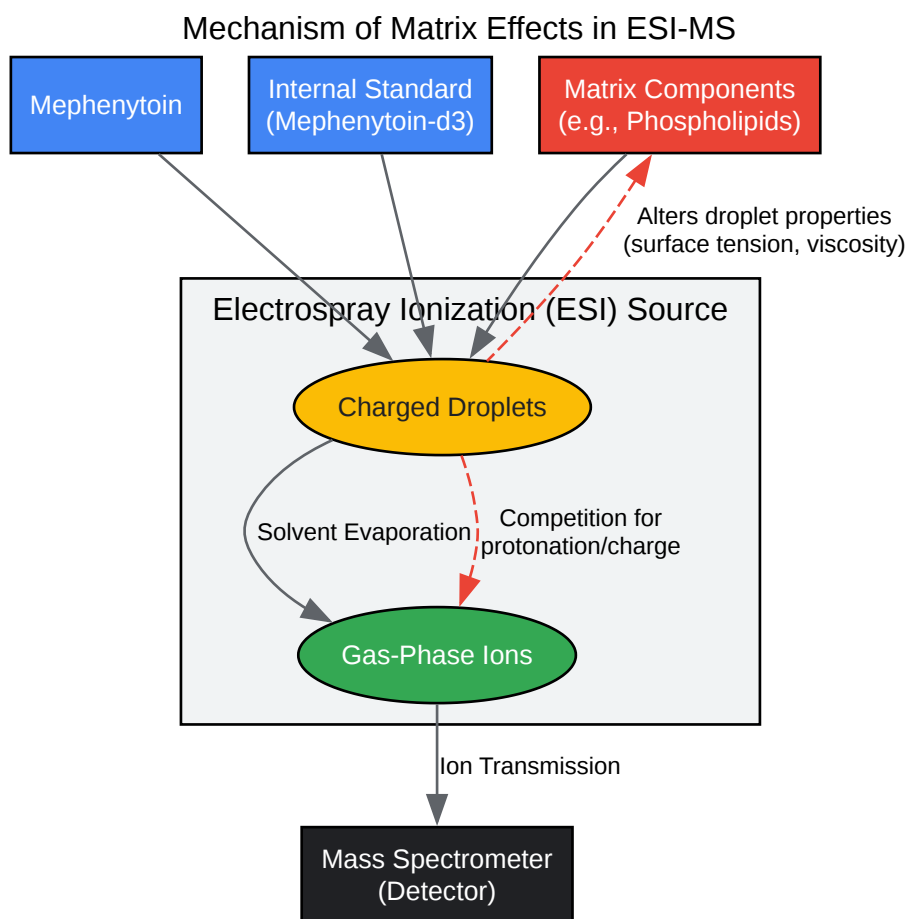 Mechanism of Matrix Effects in ESI-MS
Mephenytoin
Internal Standard
(Mephenytoin-d3)
Matrix Components
(e.g., Phospholipids)
Alters droplet properties
(surface tension, viscosity)
Electrospray Ionization (ESI) Source
Charged Droplets
Solvent Evaporation
Competition for
protonation/charge
Gas-Phase Ions
Ion Transmission
Mass Spectrometer
(Detector)